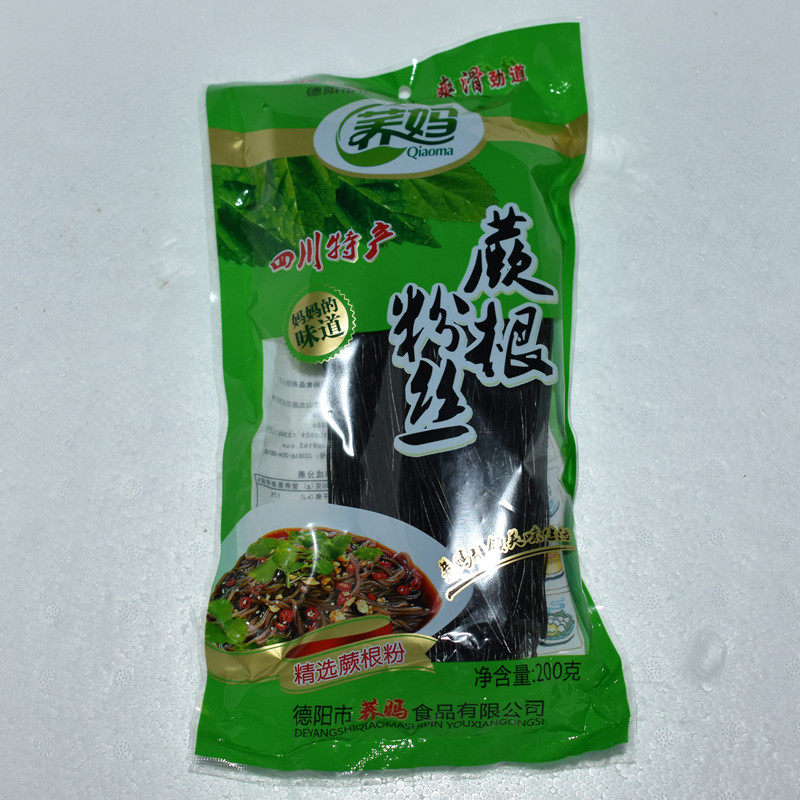 德阳市
爽滑劲道
荞妈
Qiaoma
四川特产
蕨根
粉丝
妈妈的
味道
精选蕨根粉
净含量:200克
德阳市荞妈食品有限公司
DEYANGSHIQIAOMASHIPIN YOUXIANGONGSI